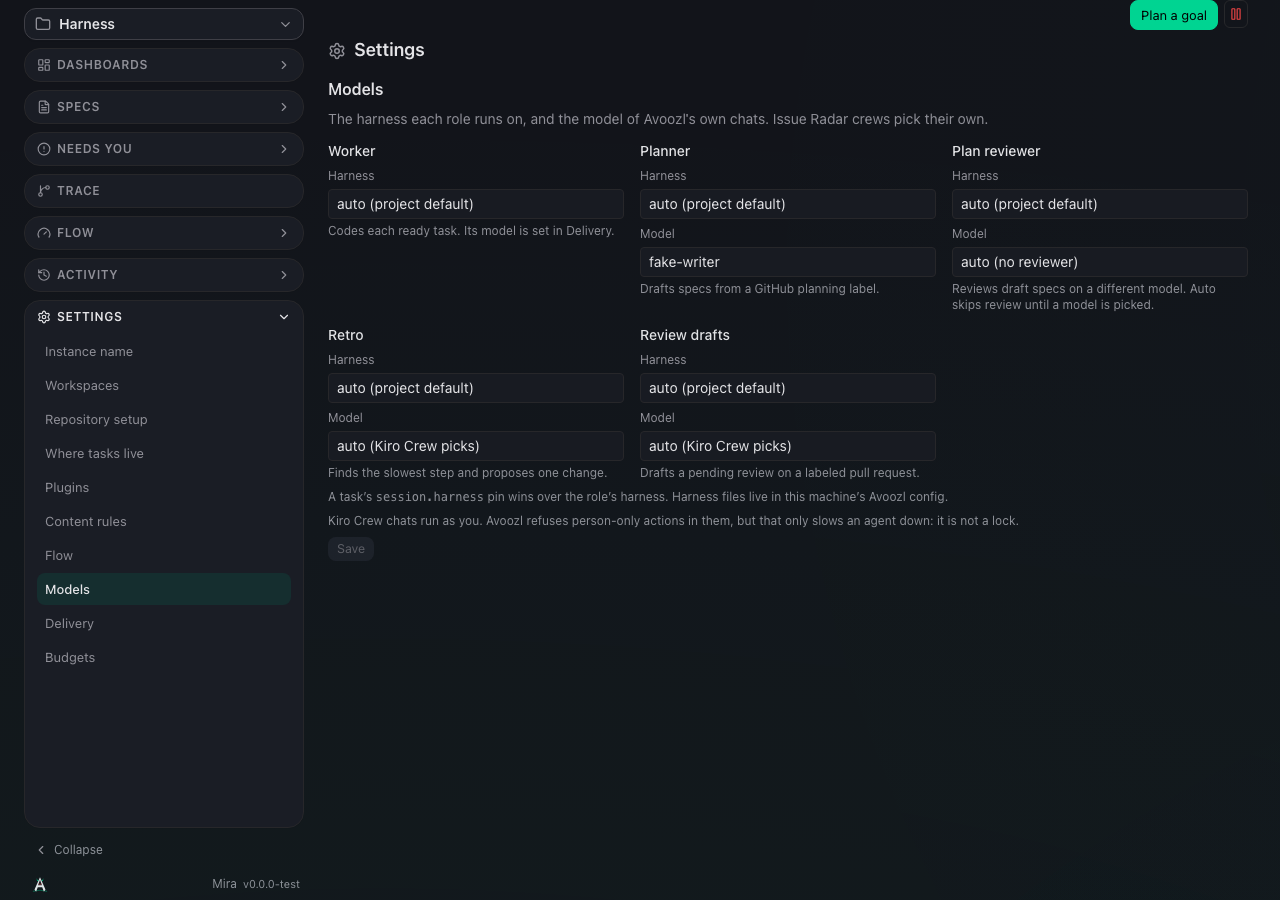 Harness
Plan a goal
DASHBOARDS
SPECS
NEEDS YOU
TRACE
FLOW
ACTIVITY
SETTINGS
Instance name
Workspaces
Repository setup
Where tasks live
Plugins
Content rules
Flow
Models
Delivery
Budgets
Collapse
A
Mira v0.0.0-test
Settings
Models
The harness each role runs on, and the model of Avoozl's own chats. Issue Radar crews pick their own.
Worker
Harness
auto (project default)
Codes each ready task. Its model is set in Delivery.
Planner
Harness
auto (project default)
Model
fake-writer
Drafts specs from a GitHub planning label.
Plan reviewer
Harness
auto (project default)
Model
auto (no reviewer)
Reviews draft specs on a different model. Auto
skips review until a model is picked.
Retro
Harness
auto (project default)
Model
auto (Kiro Crew picks)
Finds the slowest step and proposes one change.
Review drafts
Harness
auto (project default)
Model
auto (Kiro Crew picks)
Drafts a pending review on a labeled pull request.
A task's session.harness pin wins over the role's harness. Harness files live in this machine's Avoozl config.
Kiro Crew chats run as you. Avoozl refuses person-only actions in them, but that only slows an agent down: it is not a lock.
Save